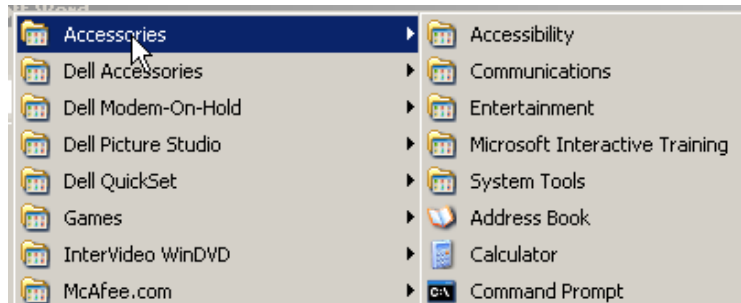 Accessories
Dell Accessories
Dell Modem-On-Hold
Dell Picture Studio
Dell QuickSet
Games
InterVideo WinDVD
McAfee.com
Accessibility
Communications
Entertainment
Microsoft Interactive Training
System Tools
Address Book
Calculator
Command Prompt